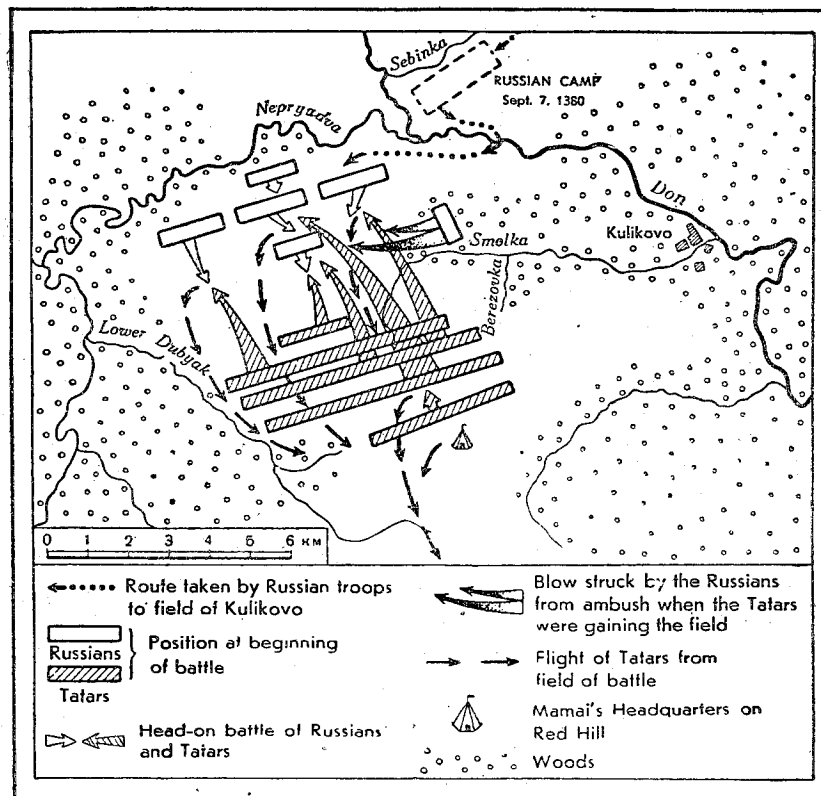 Sebinka
RUSSIAN CAMP
Sept. 7, 1380
Nepryadva
Don
Kulikovo
Smolka
Berezovka
Lower Dubyak
0 1 2 3 4 5 6 км
Route taken by Russian troops
to field of Kulikovo
Russians
Tatars
Position at beginning
of battle
Head-on battle of Russians
and Tatars
Blow struck by the Russians
from ambush when the Tatars
were gaining the field
Flight of Tatars from
field of battle
Mamai's Headquarters on
Red Hill
Woods